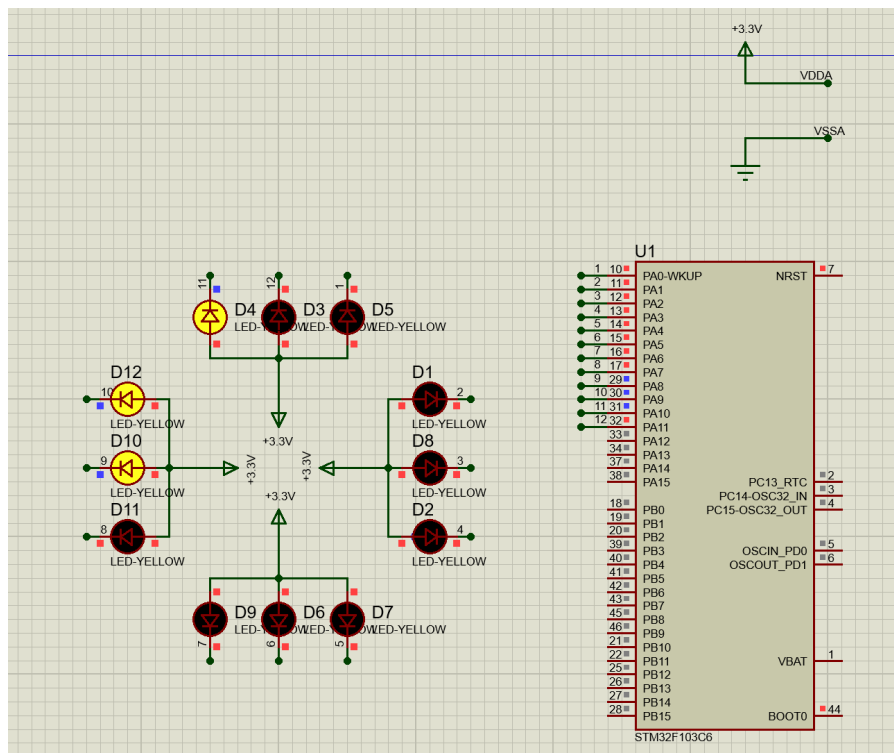 +3.3V
VDDA
VSSA
11
12
1
D4
D3
D5
LED-YELLOW
LED-YELLOW
LED-YELLOW
D12
10
LED-YELLOW
D10
9
LED-YELLOW
D11
8
LED-YELLOW
+3.3V
+3.3V
+3.3V
+3.3V
D1
2
LED-YELLOW
D8
3
LED-YELLOW
D2
4
LED-YELLOW
D9
D6
D7
LED-YELLOW
LED-YELLOW
LED-YELLOW
7
6
5
U1
1 10 PA0-WKUP NRST 7
2 11 PA1
3 12 PA2
4 13 PA3
5 14 PA4
6 15 PA5
7 16 PA6
8 17 PA7
9 29 PA8
10 30 PA9
11 31 PA10
12 32 PA11
33 PA12
34 PA13
37 PA14
38 PA15 PC13_RTC 2
PC14-OSC32_IN 3
18 PB0 PC15-OSC32_OUT 4
19 PB1
20 PB2
39 PB3 OSCIN_PD0 5
40 PB4 OSCOUT_PD1 6
41 PB5
42 PB6
43 PB7
45 PB8
46 PB9
21 PB10
22 PB11 VBAT 1
25 PB12
26 PB13
27 PB14
28 PB15 BOOT0 44
STM32F103C6